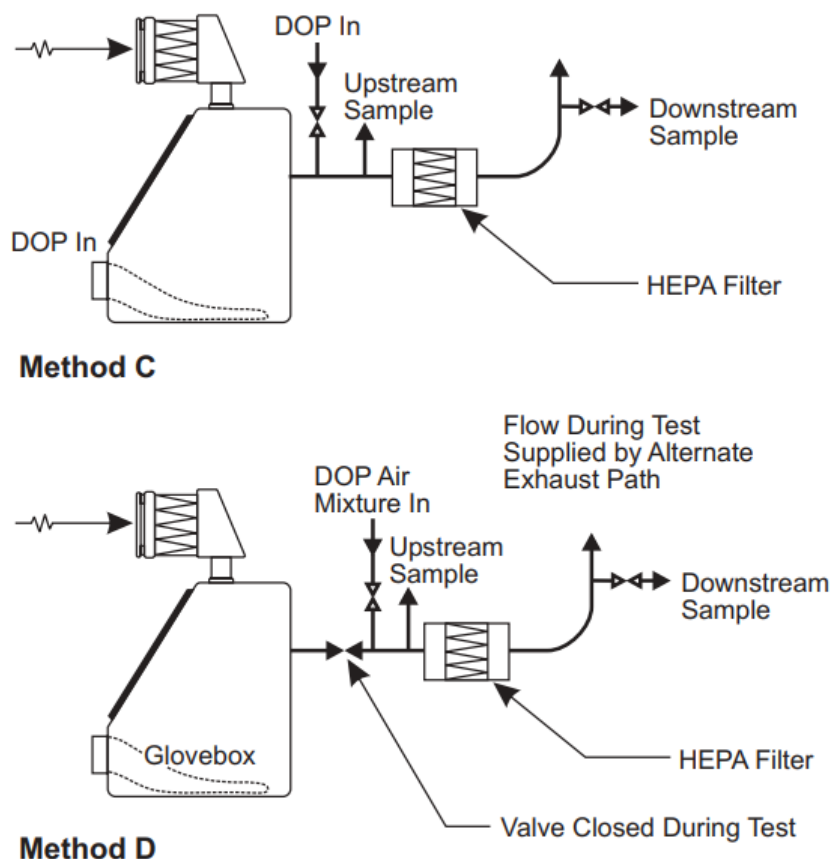 DOP In
Upstream
Sample
Downstream
Sample
DOP In
HEPA Filter
Method C
Flow During Test
Supplied by Alternate
Exhaust Path
DOP Air
Mixture In
Upstream
Sample
Downstream
Sample
Glovebox
HEPA Filter
Valve Closed During Test
Method D